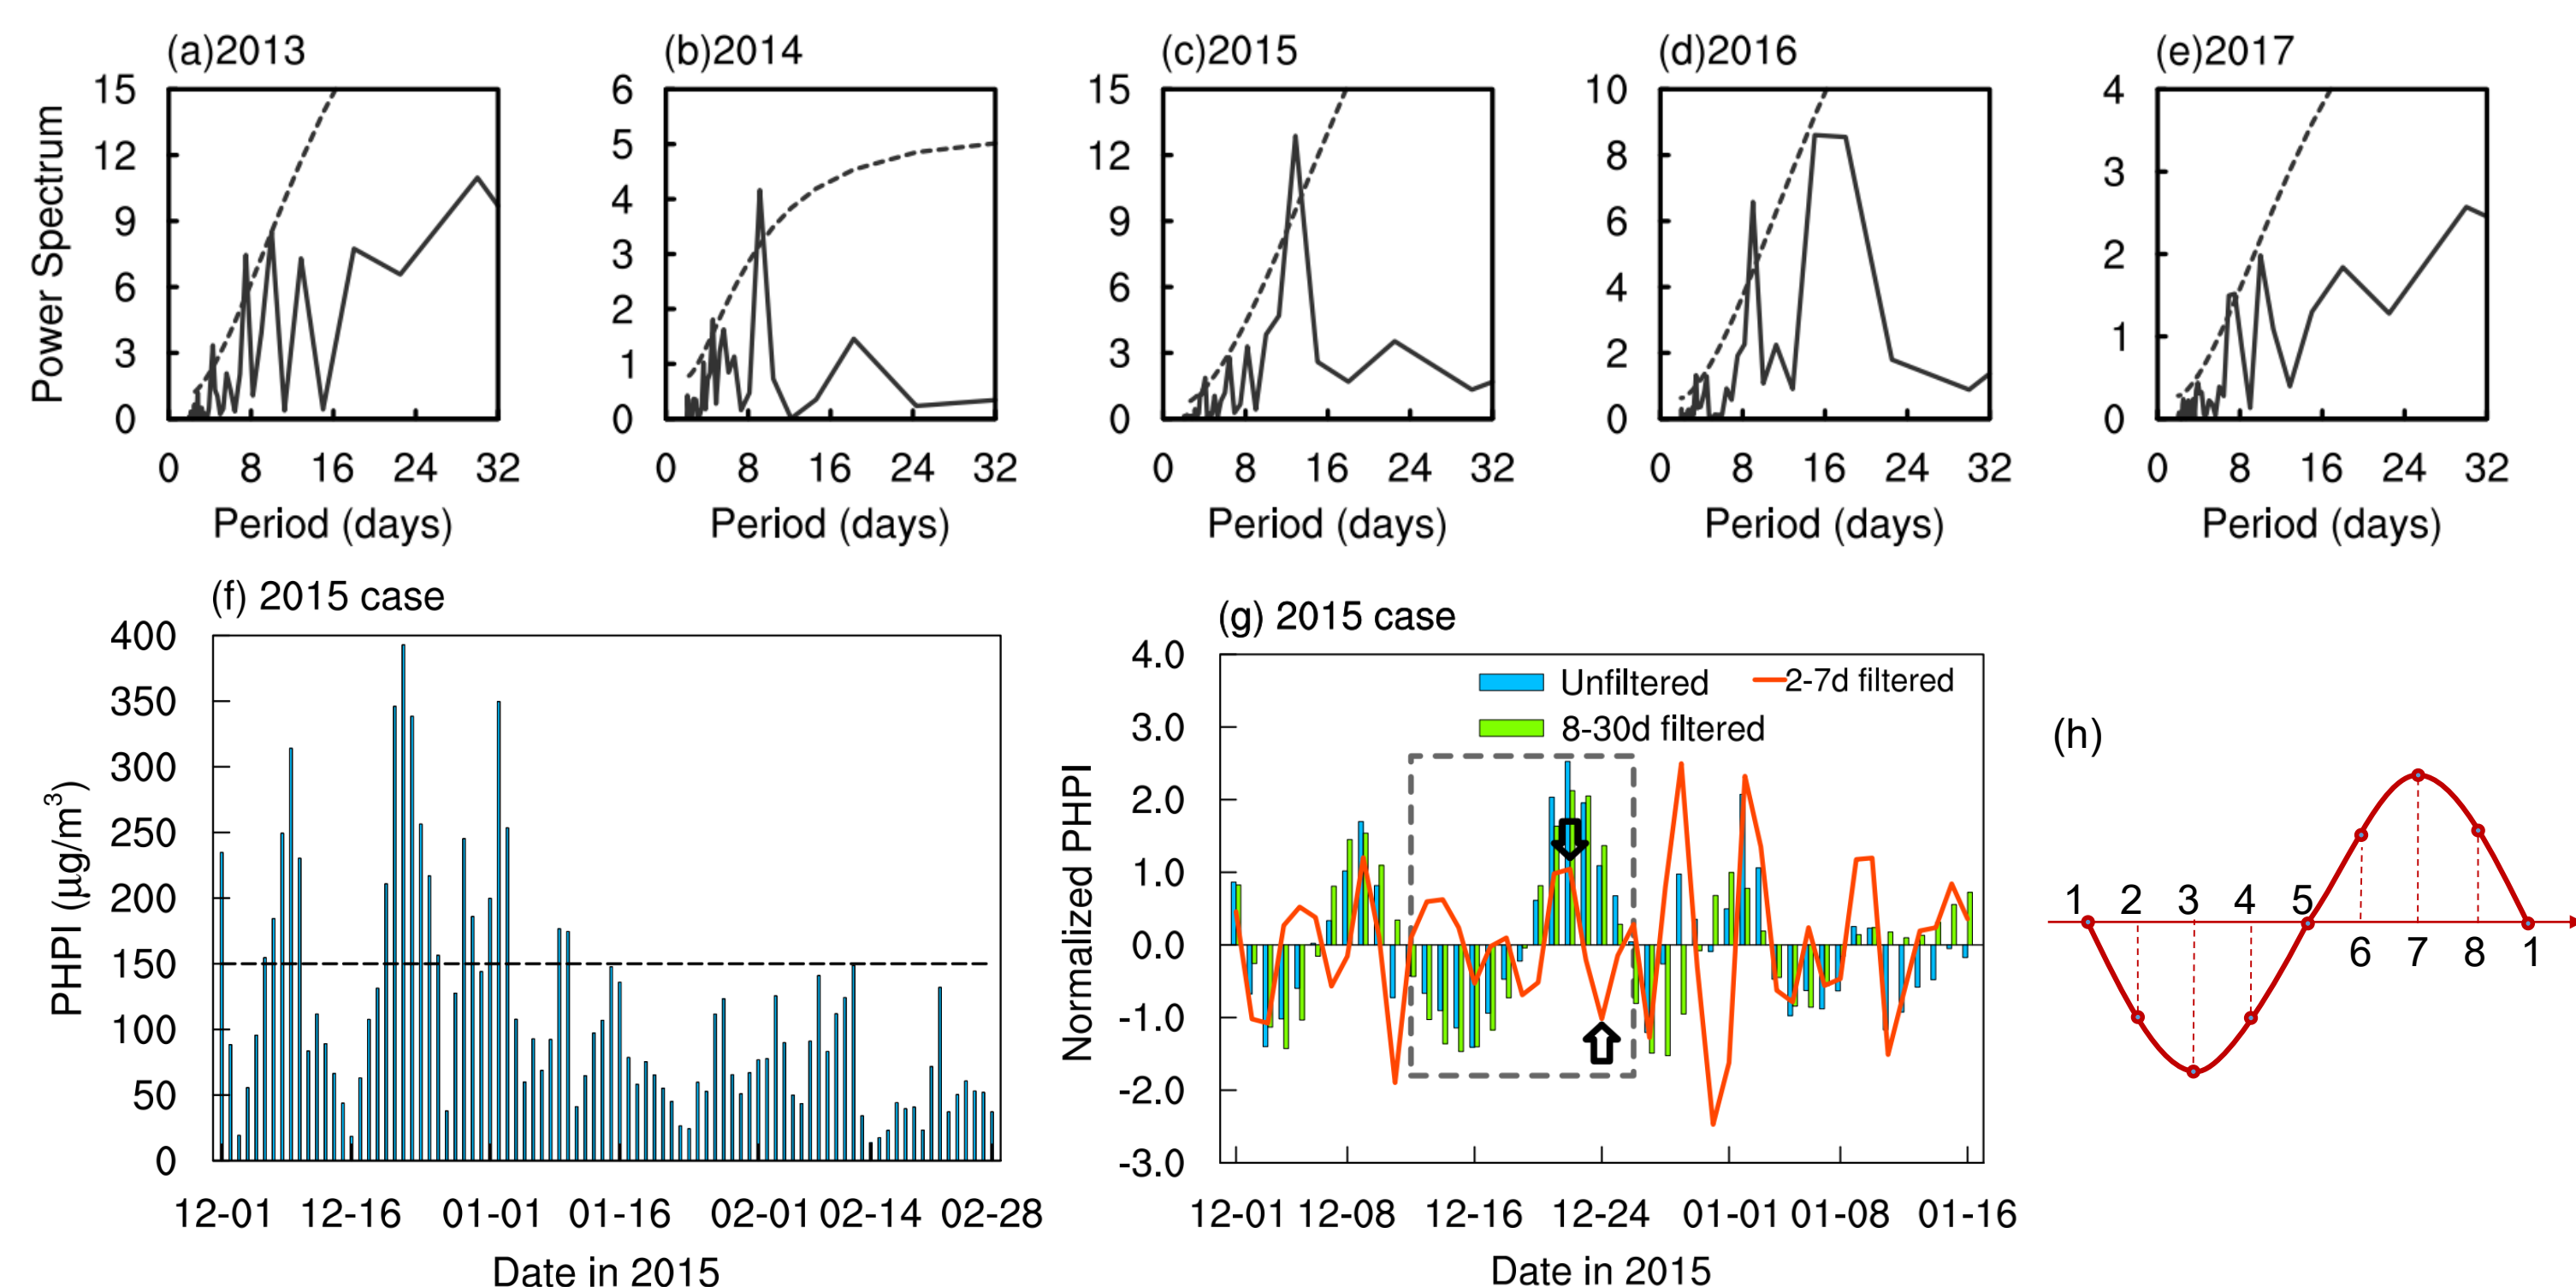 (a)2013
(b)2014
(c)2015
(d)2016
(e)2017
Power Spectrum
15
12
9
6
3
0
0 8 16 24 32
Period (days)
6
5
4
3
2
1
0
0 8 16 24 32
Period (days)
15
12
9
6
3
0
0 8 16 24 32
Period (days)
10
8
6
4
2
0
0 8 16 24 32
Period (days)
4
3
2
1
0
0 8 16 24 32
Period (days)
(f) 2015 case
PHPI (μg/m³)
400
350
300
250
200
150
100
50
0
12-01 12-16 01-01 01-16 02-01 02-14 02-28
Date in 2015
(g) 2015 case
Normalized PHPI
4.0
3.0
2.0
1.0
0.0
-1.0
-2.0
-3.0
Unfiltered
2-7d filtered
8-30d filtered
12-01 12-08 12-16 12-24 01-01 01-08 01-16
Date in 2015
(h)
1 2 3 4 5
6 7 8 1